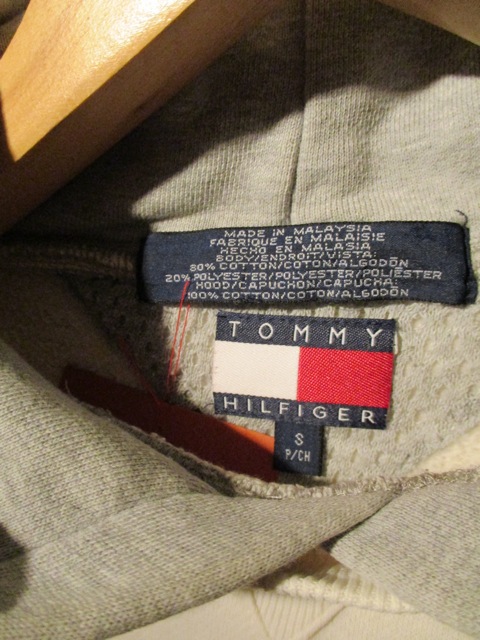 MADE IN MALAYSIA
FABRIQUE EN MALAISIE
HECHO EN MALASIA
BODY/ENDROIT/VISTA:
80% COTTON/COTON/ALGODÓN
20% POLYESTER/POLYESTER/POLIÉSTER
HOOD/CAPUCHON/CAPUCHA:
100% COTTON/COTON/ALGODÓN
TOMMY
HILFIGER
S
P/CH